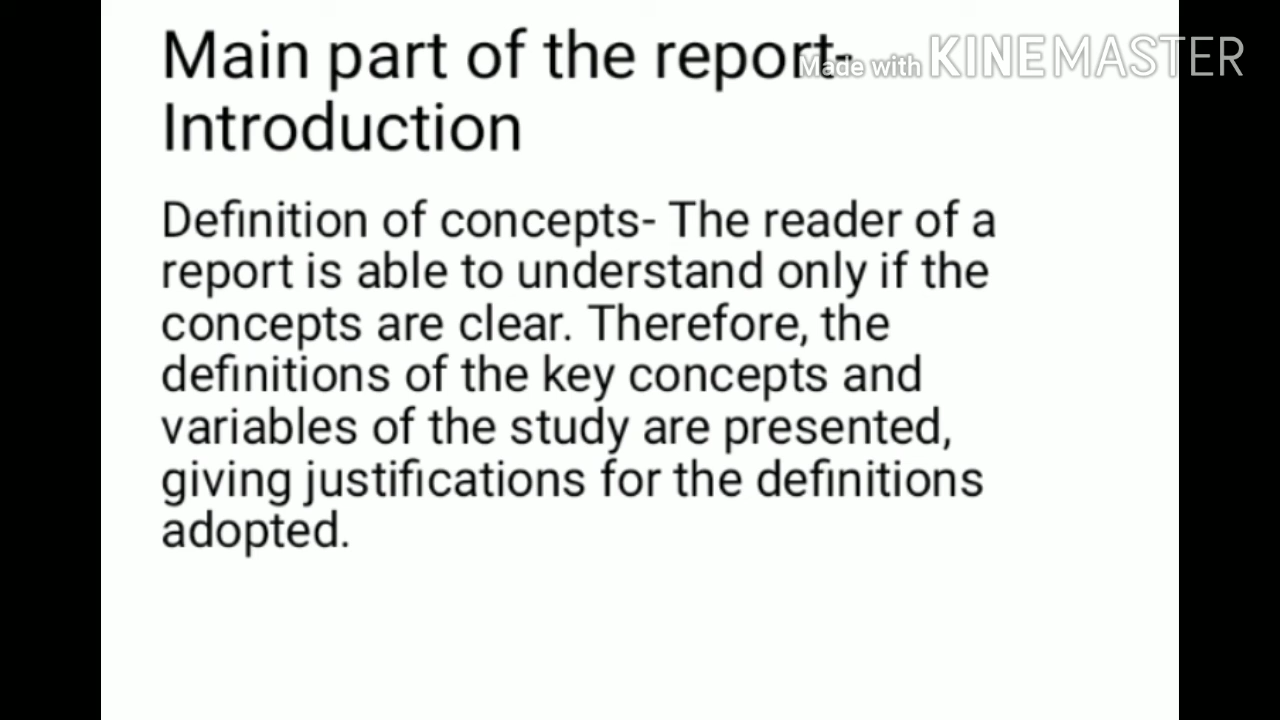 Main part of the report-
Made with KINEMASTER
Introduction
Definition of concepts- The reader of a
report is able to understand only if the
concepts are clear. Therefore, the
definitions of the key concepts and
variables of the study are presented,
giving justifications for the definitions
adopted.